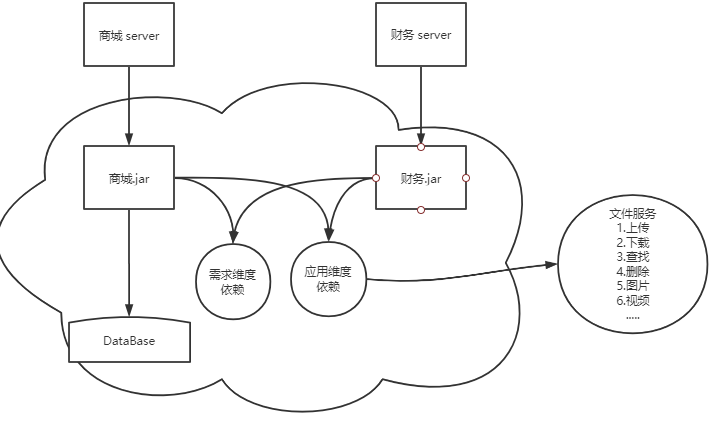 商城 server
财务 server
商城.jar
财务.jar
需求维度
依赖
应用维度
依赖
DataBase
文件服务
1.上传
2.下载
3.查找
4.删除
5.图片
6.视频
.....